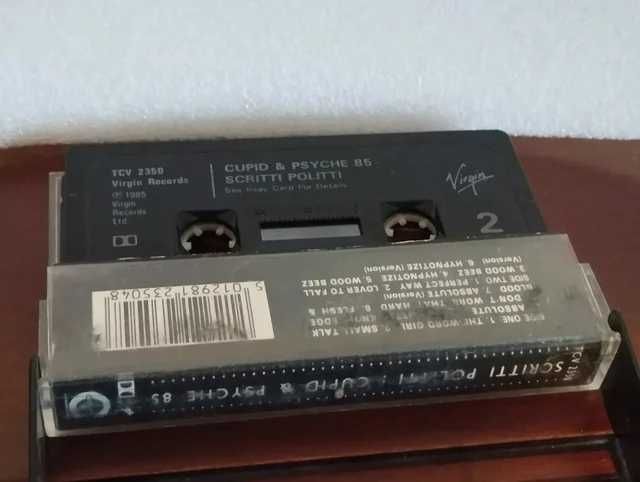 TCV 2350
Virgin Records
℗ 1985
Virgin
Records
Ltd
CUPID & PSYCHE 85
SCRITTI POLITTI
See Inlay Card For Details
Virgin
2
SIDE ONE. 1. THE WORD GIRL 2. SMALL TALK
ABSOLUTE
DON'T WORK THAT HARD 6. FLESH &
BLOOD 7. ABSOLUTE (Version)
SIDE TWO. 1. PERFECT WAY 2. LOVER TO FALL
3. WOOD BEEZ 4. HYPNOTIZE 5. WOOD BEEZ
(Version) 6. HYPNOTIZE (Version)
5 012981 235048
SCRITTI POLITTI CUPID & PSYCHE 85